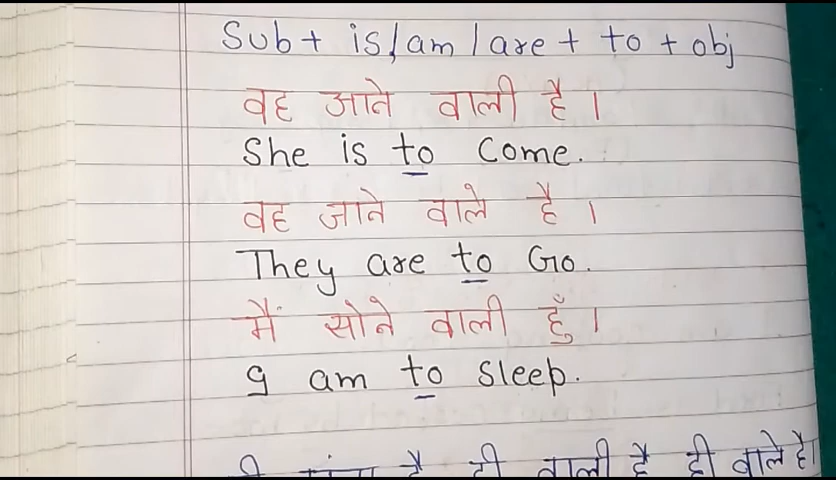 Sub + is/am/are + to + obj
वह आने वाली है।
She is to Come.
वह जाने वाले है।
They are to Go.
मैं सोने वाली हूँ।
I am to Sleep.
है ही वाली है ही वाले है।